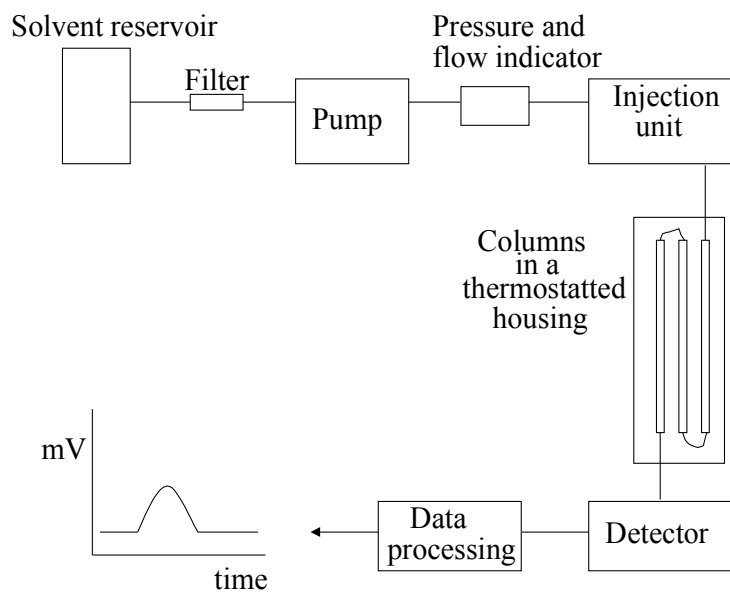 Solvent reservoir
Filter
Pump
Pressure and
flow indicator
Injection
unit
Columns
in a
thermostatted
housing
Detector
Data
processing
mV
time